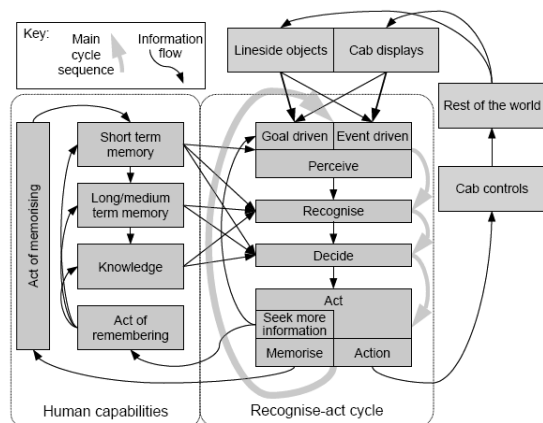 Key:
Main
cycle
sequence
Information
flow
Lineside objects
Cab displays
Rest of the world
Cab controls
Act of memorising
Short term
memory
Long/medium
term memory
Knowledge
Act of
remembering
Human capabilities
Goal driven
Event driven
Perceive
Recognise
Decide
Act
Seek more
information
Memorise
Action
Recognise-act cycle